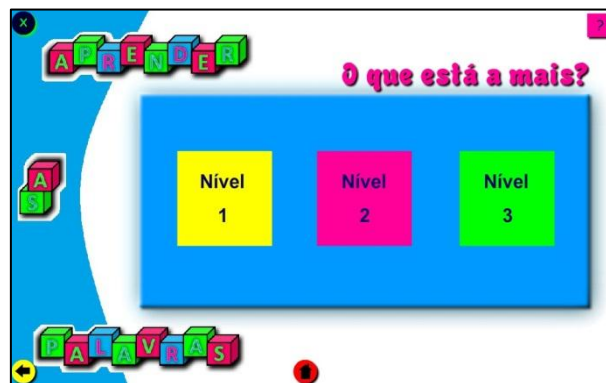 X
?
APRENDER
O que está a mais?
AS
Nível
1
Nível
2
Nível
3
PALAVRAS